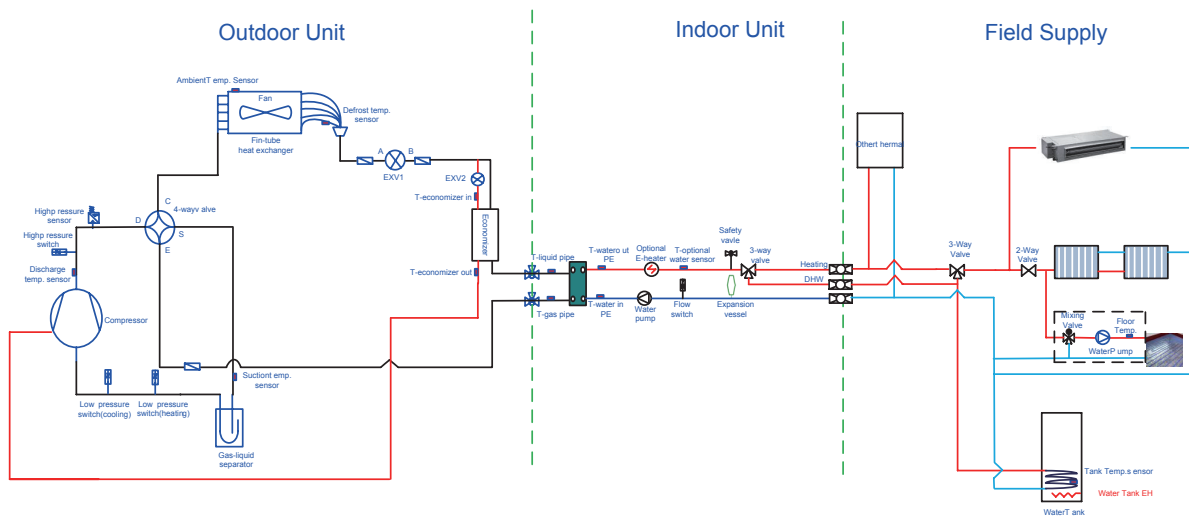 Outdoor Unit
Indoor Unit
Field Supply
AmbientT emp. Sensor
Fan
Fin-tube
heat exchanger
Defrost temp.
sensor
A
B
EXV1
EXV2
T-economizer in
Economizer
T-economizer out
Highp ressure
sensor
Highp ressure
switch
Discharge
temp. sensor
C
4-wayv alve
D
S
E
Compressor
Suctiont emp.
sensor
Low pressure
switch(cooling)
Low pressure
switch(heating)
Gas-liquid
separator
T-liquid pipe
T-gas pipe
T-watero ut
PE
T-water in
PE
Optional
E-heater
T-optional
water sensor
Safety
vavle
3-way
valve
Heating
DHW
Water
pump
Flow
switch
Expansion
vessel
Othert herma
3-Way
Valve
2-Way
Valve
Mixing
Valve
Floor
Temp.
WaterP ump
Tank Temp.s ensor
Water Tank EH
WaterT ank